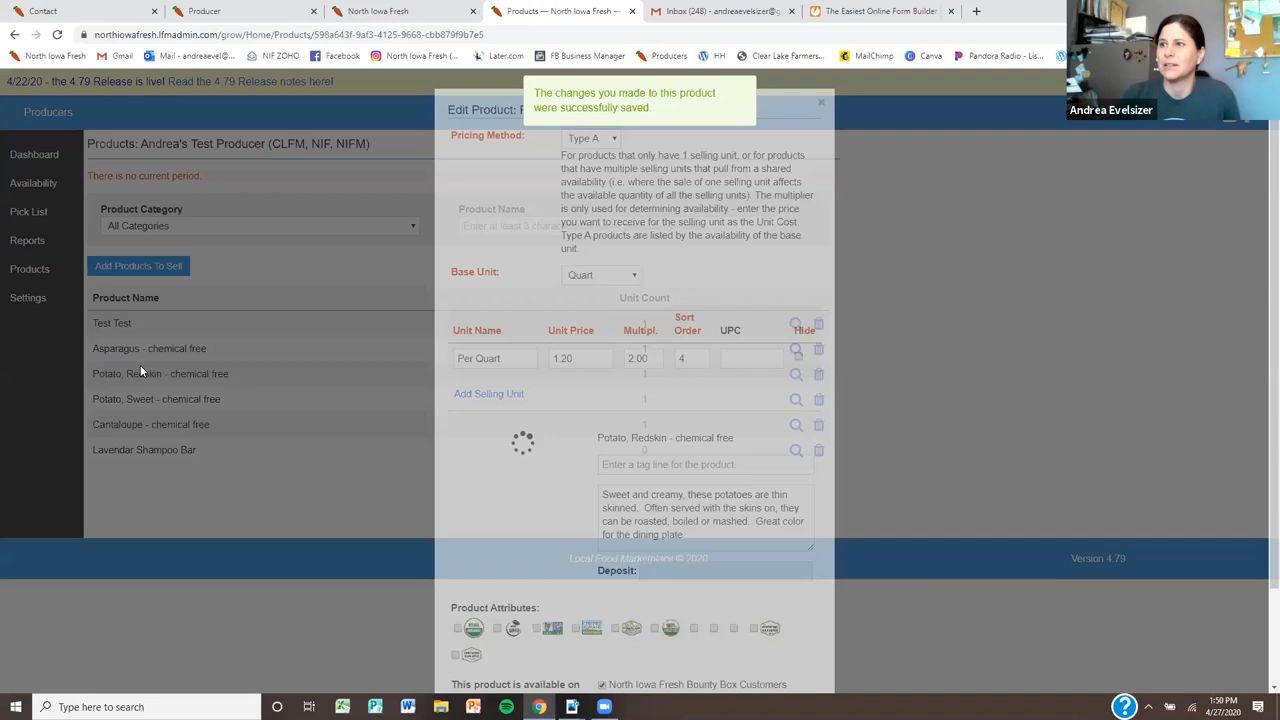 Contact
Producer
North Iowa Fresh
Products — North Iowa Fresh —
Inbox (248) - andreaevelsizer@g
The Easiest Online Form Builder
northiowafresh.lfmadmin.com/grow/Home/Products/598a643f-9af3-
-5668-cbb879f9b7e5
North Iowa Fresh
Gmail
Mail - andreaevel@...
NIF ZOHO
Facebook
North Iowa Fresh (...
Later.com
FB Business Manager
Producers
HH
Clear Lake Farmers...
MailChimp
Canva
Pandora Radio - Lis...
4/22/20 - the 4.79 Release is live! Read the 4.79 Release notes here!
The changes you made to this product
were successfully saved.
Andrea Evelsizer
Producers
Edit Product:
Dashboard
Availability
Pick List
Reports
Products
Settings
Products: Andrea's Test Producer (CLFM, NIF, NIFM)
There is no current period.
Product Category
All Categories
Add Products To Sell
Product Name
Test Test
Asparagus - chemical free
Potato, Redskin - chemical free
Potato, Sweet - chemical free
Cantaloupe - chemical free
Lavendar Shampoo Bar
Pricing Method:
Type A
For products that only have 1 selling unit, or for products
that have multiple selling units that pull from a shared
availability (i.e. where the sale of one selling unit affects
the available quantity of all the selling units). The multiplier
is only used for determining availability - enter the price
you want to receive for the selling unit as the Unit Cost
Type A products are listed by the availability of the base
unit.
Product Name
Enter at least 3 charac
Base Unit:
Quart
Unit Count
Unit Name Unit Price Multipl. Sort Order UPC Hide
Per Quart 1.20 2.00 4
1
1
1
1
0
Add Selling Unit
Potato, Redskin - chemical free
Enter a tag line for the product.
Sweet and creamy, these potatoes are thin
skinned. Often served with the skins on, they
can be roasted, boiled or mashed. Great color
for the dining plate.
Local Food Marketplace © 2020
Version 4.79
Deposit:
Product Attributes:
This product is available on
North Iowa Fresh Bounty Box Customers
Type here to search
1:50 PM
4/27/2020